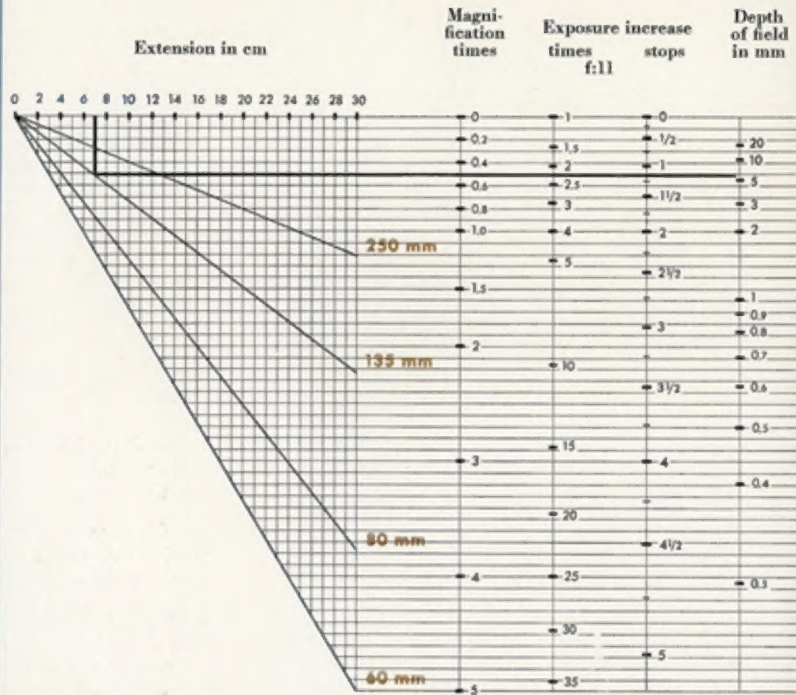 Magni-
fication
times
Exposure increase
times stops
f:11
Depth
of field
in mm
Extension in cm
0 2 4 6 8 10 12 14 16 18 20 22 24 26 28 30
0 1 0
0.2 1/2
1.5 20
0.4 2 1 10
0.6 2.5 5
1 1/2
0.8 3 3
1.0 4 2 2
250 mm
5 2 1/2
1.5 1
0.9
3 0.8
2
135 mm 10 0.7
3 1/2 0.6
0.5
15
3 4
0.4
20
80 mm 4 1/2
4 25 0.3
30
5
60 mm 35
5